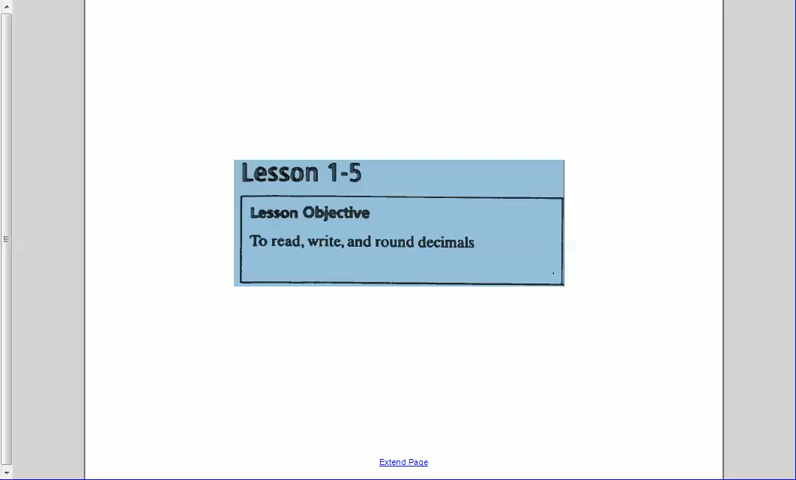 Lesson 1-5
Lesson Objective
To read, write, and round decimals
Extend Page